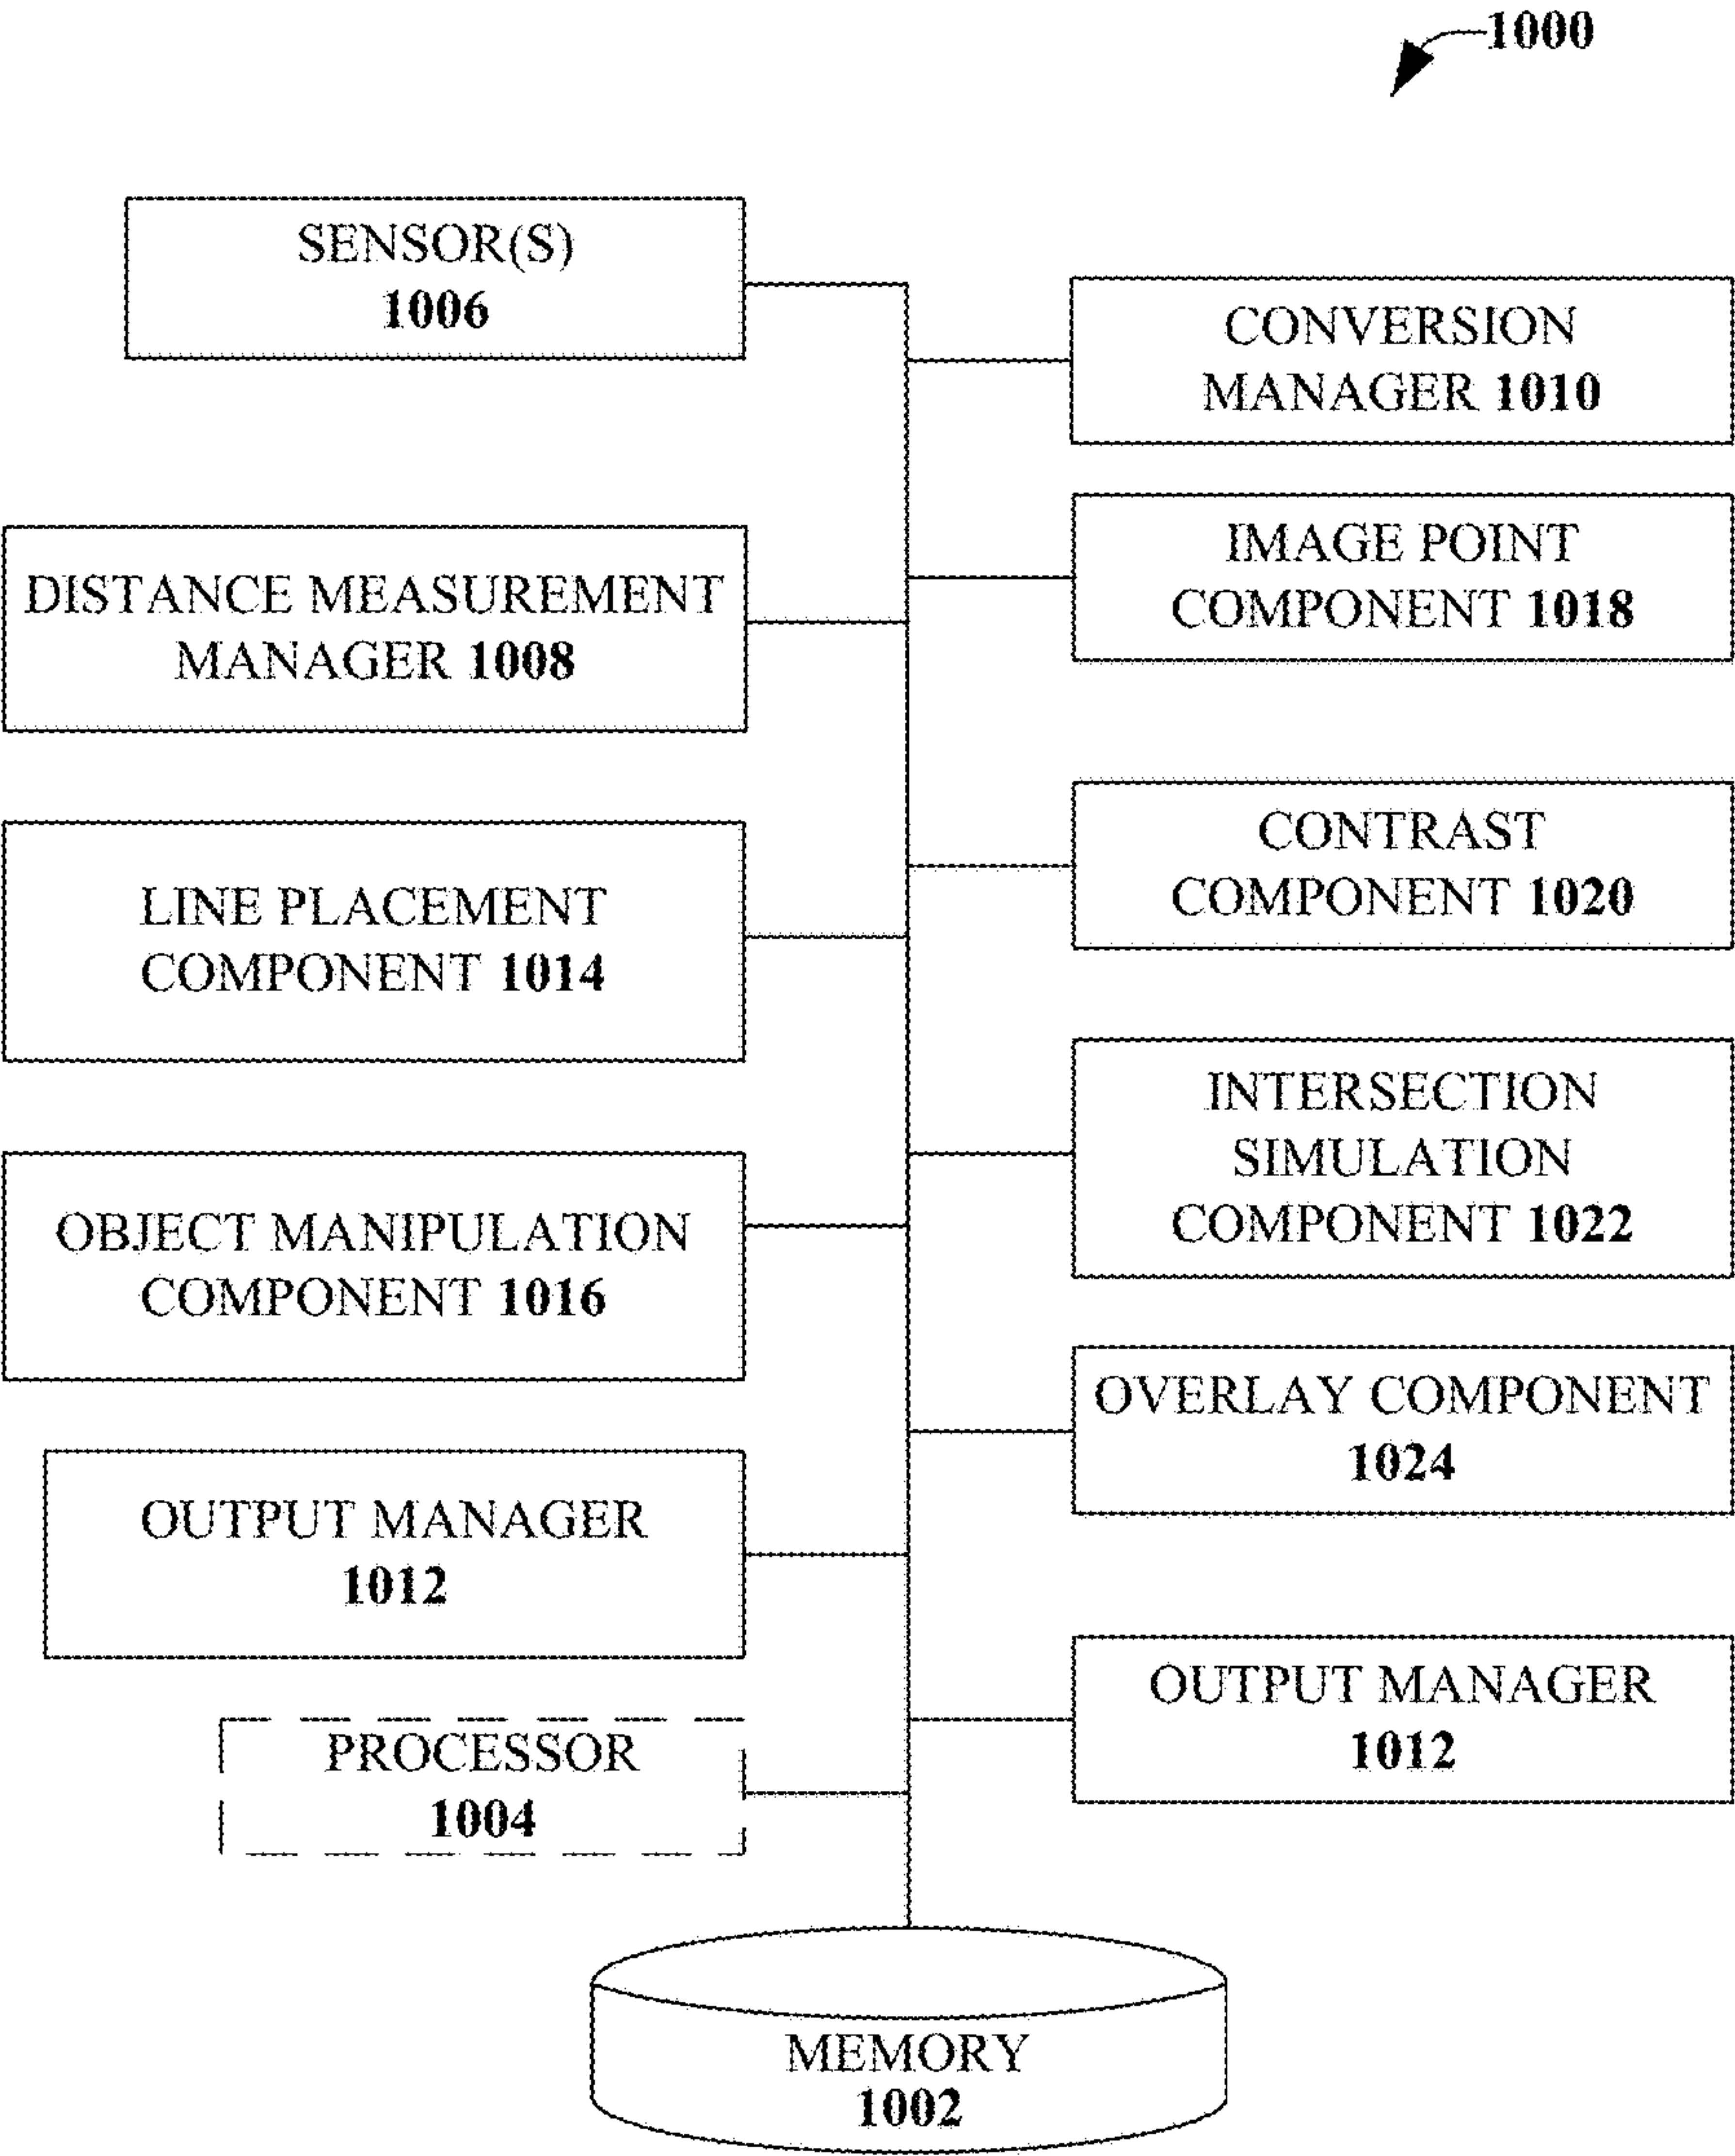 1000
SENSOR(S)
1006
CONVERSION
MANAGER 1010
IMAGE POINT
COMPONENT 1018
DISTANCE MEASUREMENT
MANAGER 1008
CONTRAST
COMPONENT 1020
LINE PLACEMENT
COMPONENT 1014
INTERSECTION
SIMULATION
COMPONENT 1022
OBJECT MANIPULATION
COMPONENT 1016
OVERLAY COMPONENT
1024
OUTPUT MANAGER
1012
OUTPUT MANAGER
1012
PROCESSOR
1004
MEMORY
1002